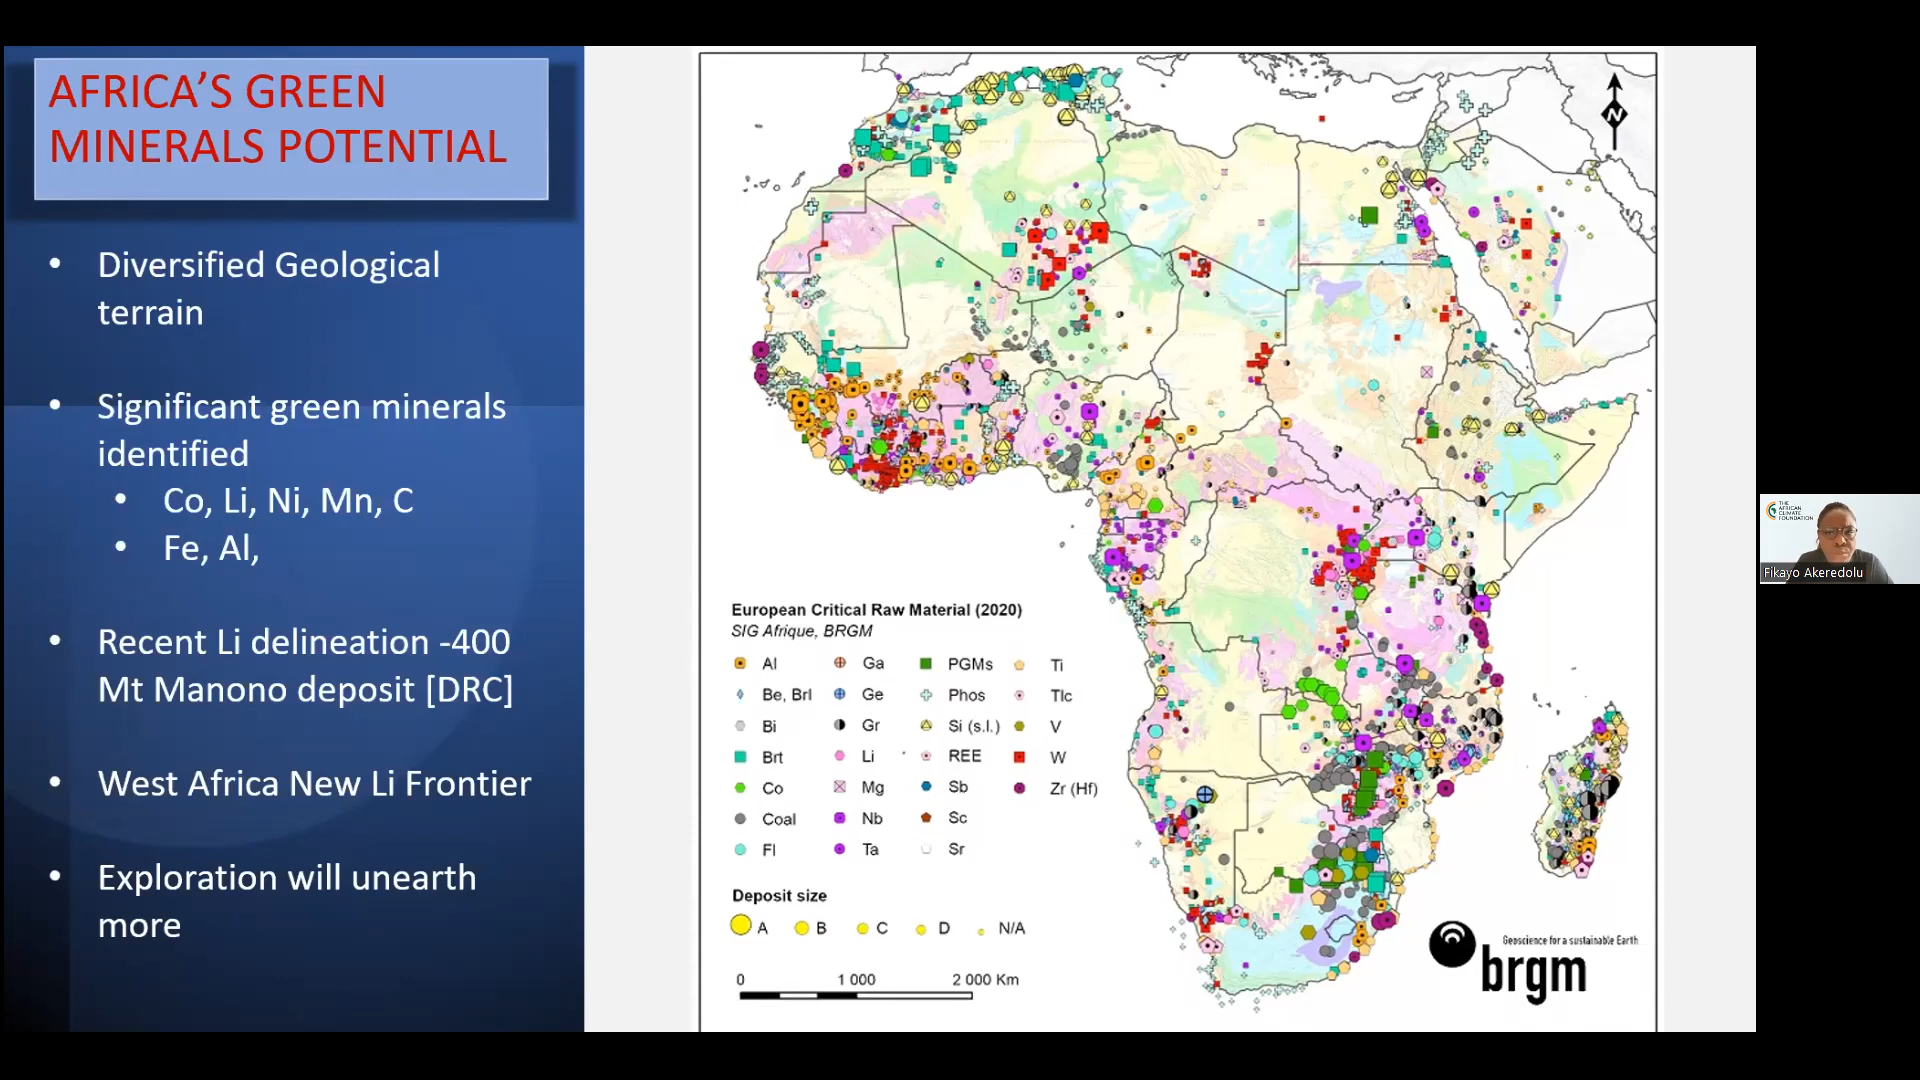 AFRICA'S GREEN
MINERALS POTENTIAL
• Diversified Geological
terrain
• Significant green minerals
identified
• Co, Li, Ni, Mn, C
• Fe, Al,
• Recent Li delineation -400
Mt Manono deposit [DRC]
• West Africa New Li Frontier
• Exploration will unearth
more
N
European Critical Raw Material (2020)
SIG Afrique, BRGM
Al Ga PGMs Ti
Be, Brl Ge Phos Tlc
Bi Gr Si (s.l.) V
Brt Li REE W
Co Mg Sb Zr (Hf)
Coal Nb Sc
Fl Ta Sr
Deposit size
A B C D N/A
0 1 000 2 000 Km
Geoscience for a sustainable Earth
brgm
THE
AFRICAN
CLIMATE
FOUNDATION
Fikayo Akeredolu